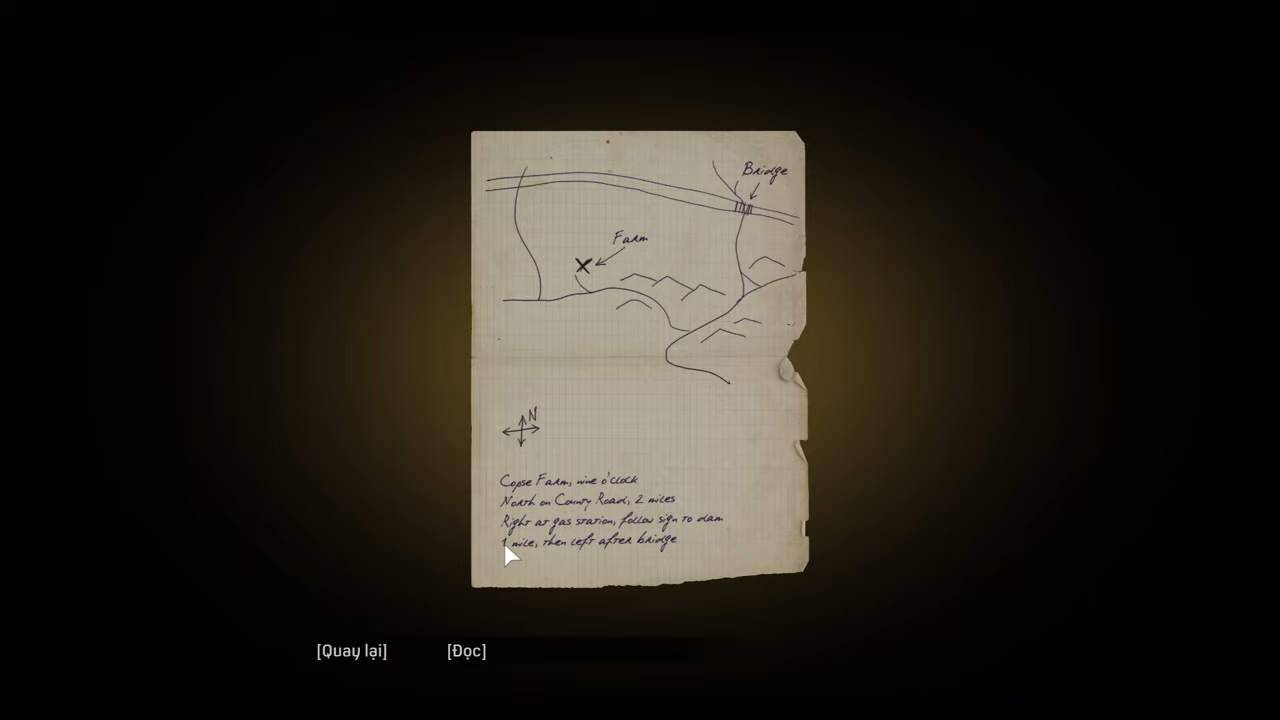 Bridge
Farm
N
Copse Farm, nine o'clock
North on County Road, 2 miles
Right at gas station, follow sign to dam
1 mile, then left after bridge
[Quay lại]
[Đọc]